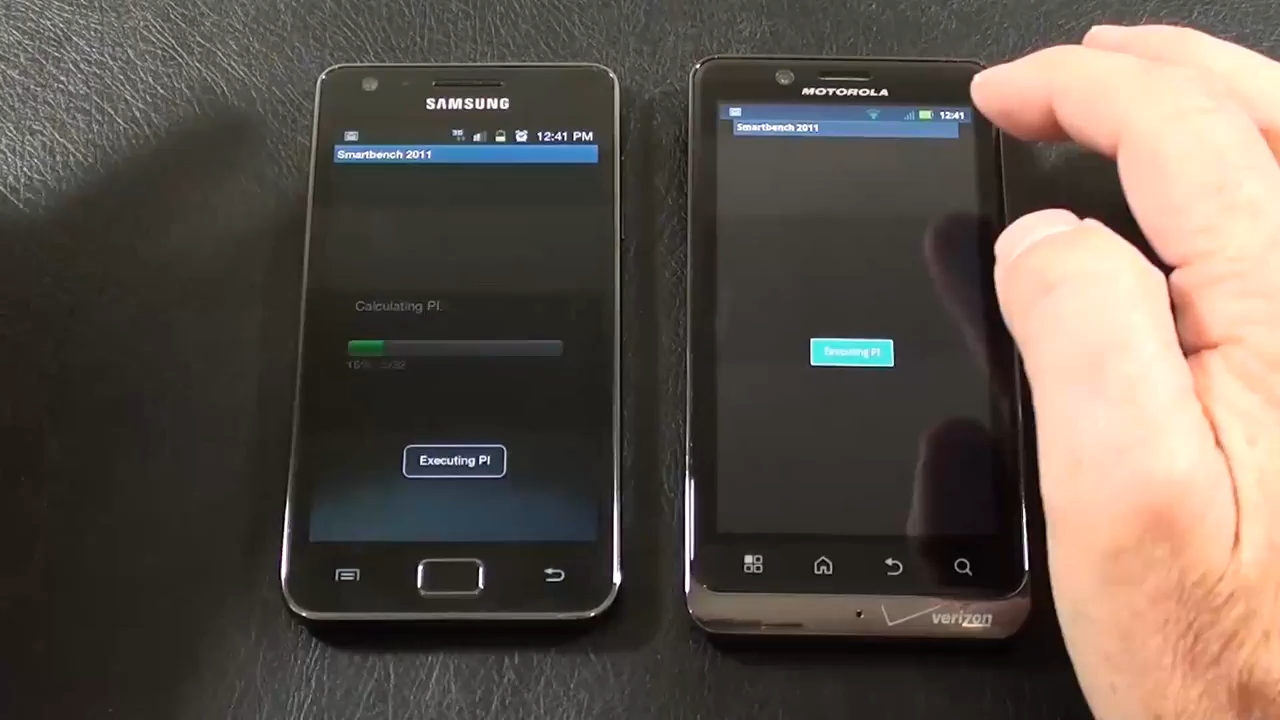 SAMSUNG
12:41 PM
Smartbench 2011
Calculating PI.
Executing PI
MOTOROLA
12:41
Smartbench 2011
Executing PI
verizon